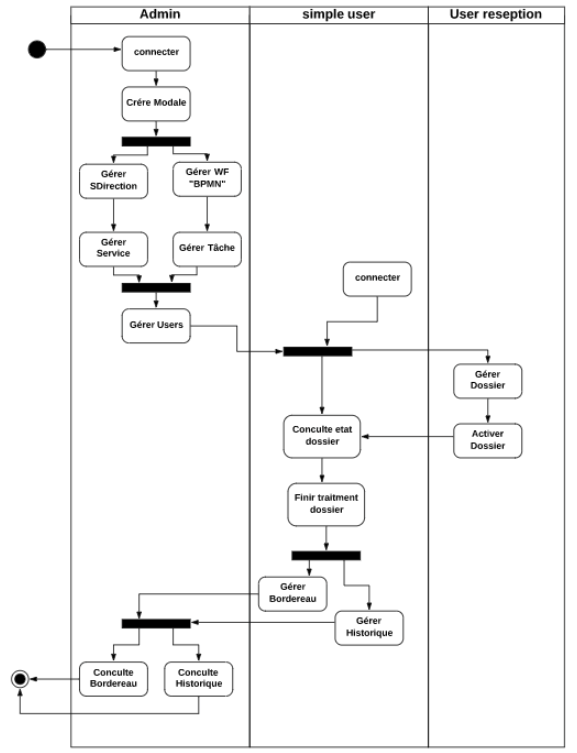 Admin
simple user
User reseption
connecter
Crére Modale
Gérer
SDirection
Gérer WF
"BPMN"
Gérer
Service
Gérer Tâche
connecter
Gérer Users
Gérer
Dossier
Conculte etat
dossier
Activer
Dossier
Finir traitment
dossier
Gérer
Bordereau
Gérer
Historique
Conculte
Bordereau
Conculte
Historique